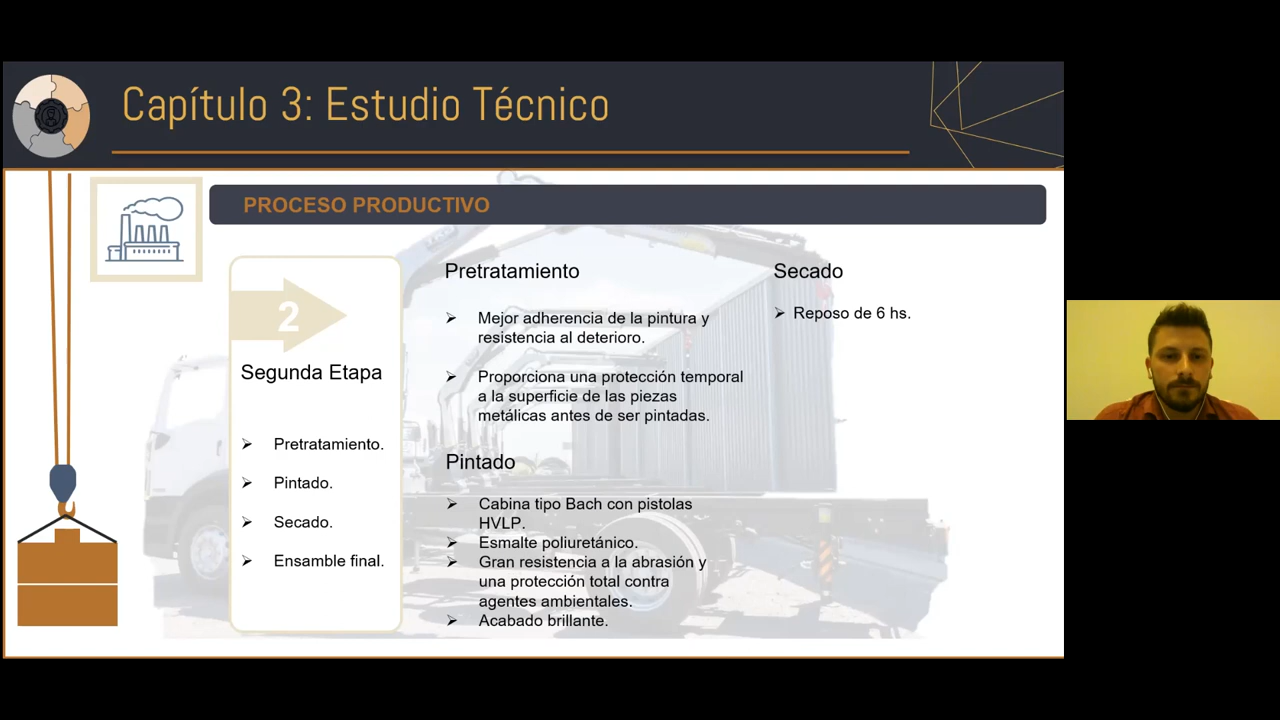 Capítulo 3: Estudio Técnico
PROCESO PRODUCTIVO
2
Segunda Etapa
➢ Pretratamiento.
➢ Pintado.
➢ Secado.
➢ Ensamble final.
Pretratamiento
➢ Mejor adherencia de la pintura y
resistencia al deterioro.
➢ Proporciona una protección temporal
a la superficie de las piezas
metálicas antes de ser pintadas.
Pintado
➢ Cabina tipo Bach con pistolas
HVLP.
➢ Esmalte poliuretánico.
➢ Gran resistencia a la abrasión y
una protección total contra
agentes ambientales.
➢ Acabado brillante.
Secado
➢ Reposo de 6 hs.